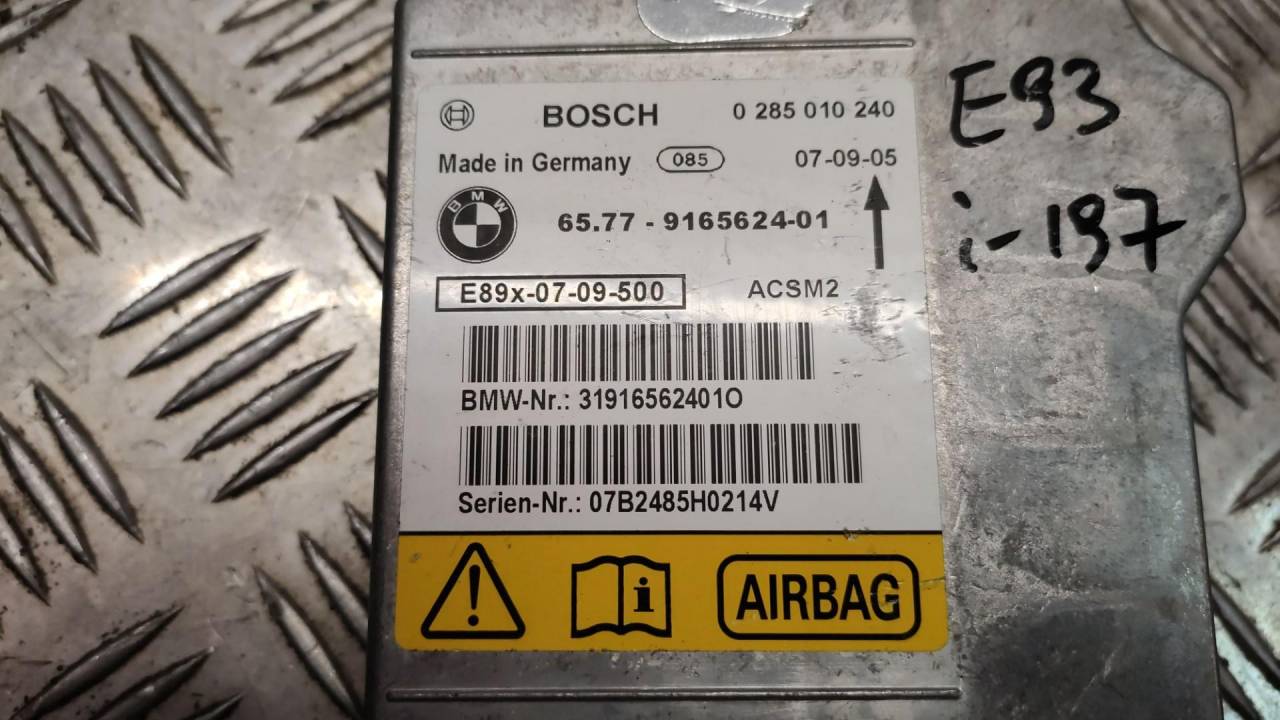 BOSCH 0 285 010 240
Made in Germany 085 07-09-05
BMW 65.77 - 9165624-01
E89x-07-09-500 ACSM2
BMW-Nr.: 31916562401O
Serien-Nr.: 07B2485H0214V
i AIRBAG
E93
i-197